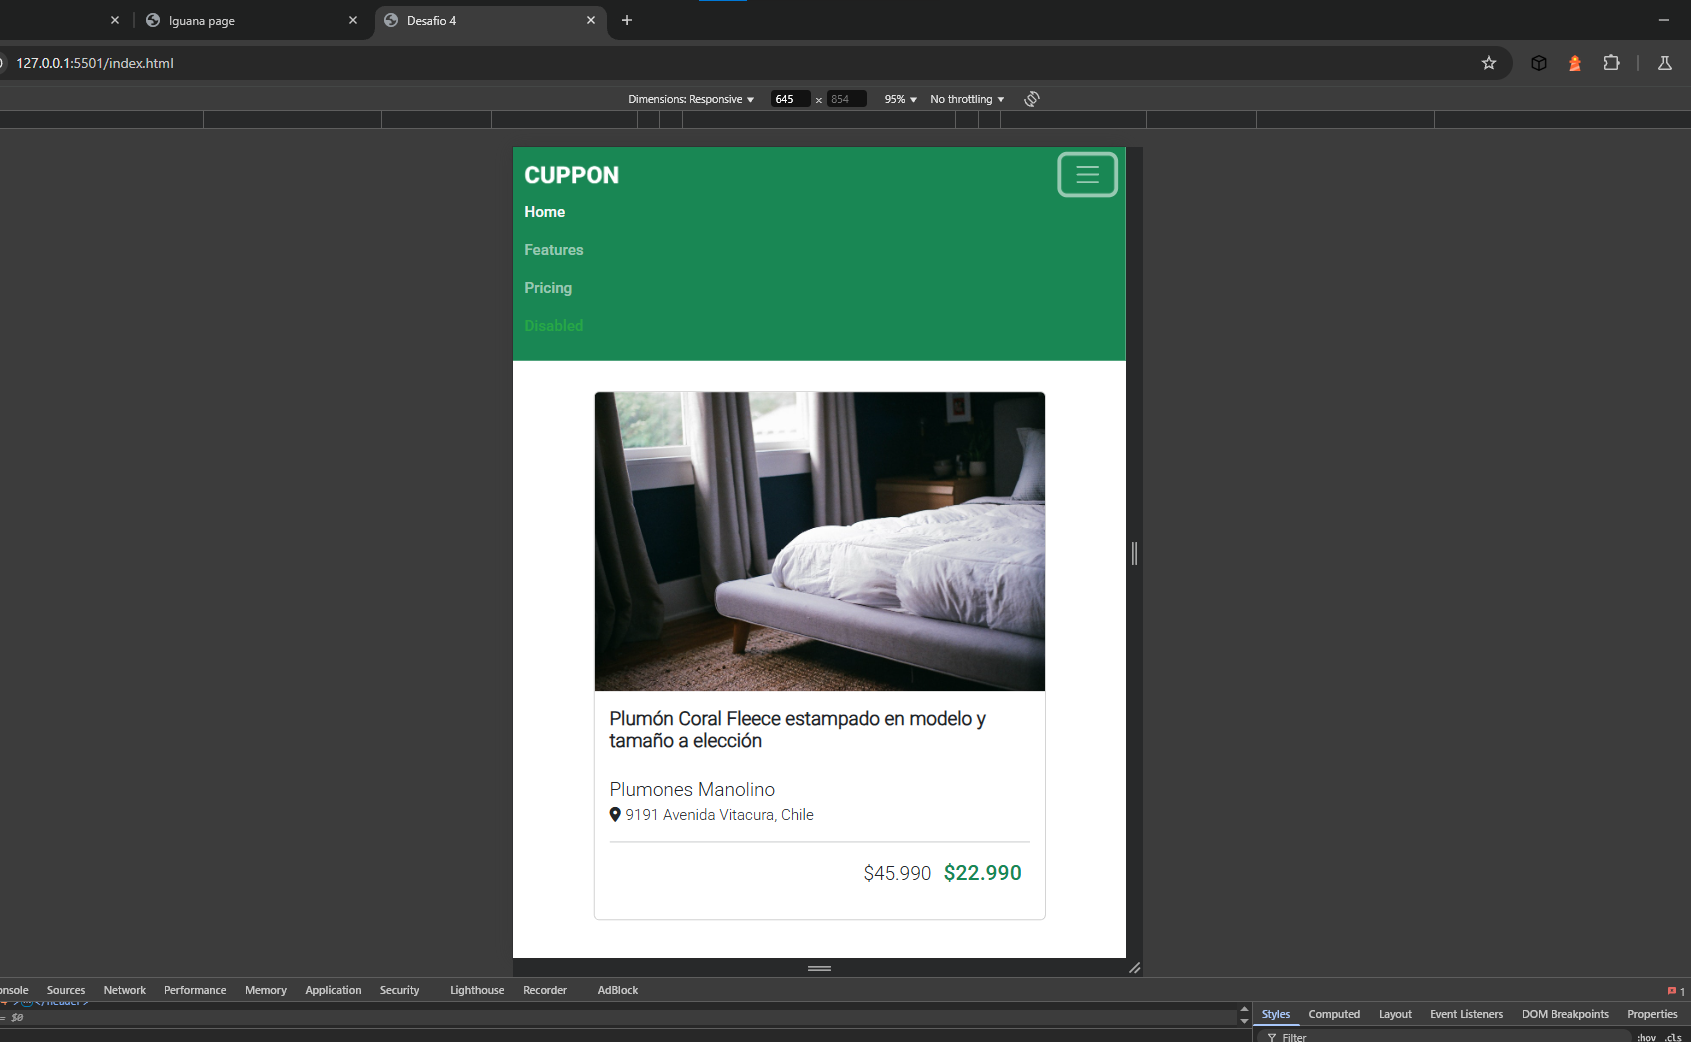 Iguana page
Desafio 4
127.0.0.1:5501/index.html
Dimensions: Responsive 645 × 854 95% No throttling
CUPPON
Home
Features
Pricing
Disabled
Plumón Coral Fleece estampado en modelo y
tamaño a elección
Plumones Manolino
9191 Avenida Vitacura, Chile
$45.990 $22.990
onsole Sources Network Performance Memory Application Security Lighthouse Recorder AdBlock 1
== $0
Styles Computed Layout Event Listeners DOM Breakpoints Properties
Filter :hov .cls